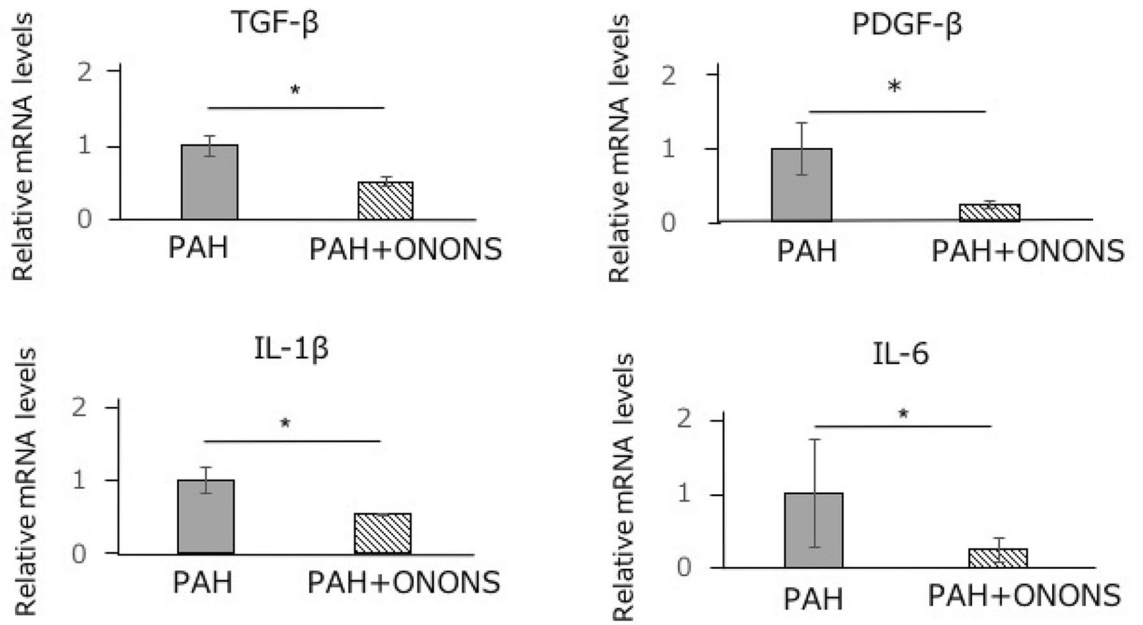 TGF-β
Relative mRNA levels
2
*
1
0
PAH PAH+ONONS
PDGF-β
Relative mRNA levels
2
*
1
0
PAH PAH+ONONS
IL-1β
Relative mRNA levels
2
*
1
0
PAH PAH+ONONS
IL-6
Relative mRNA levels
2
*
1
0
PAH PAH+ONONS